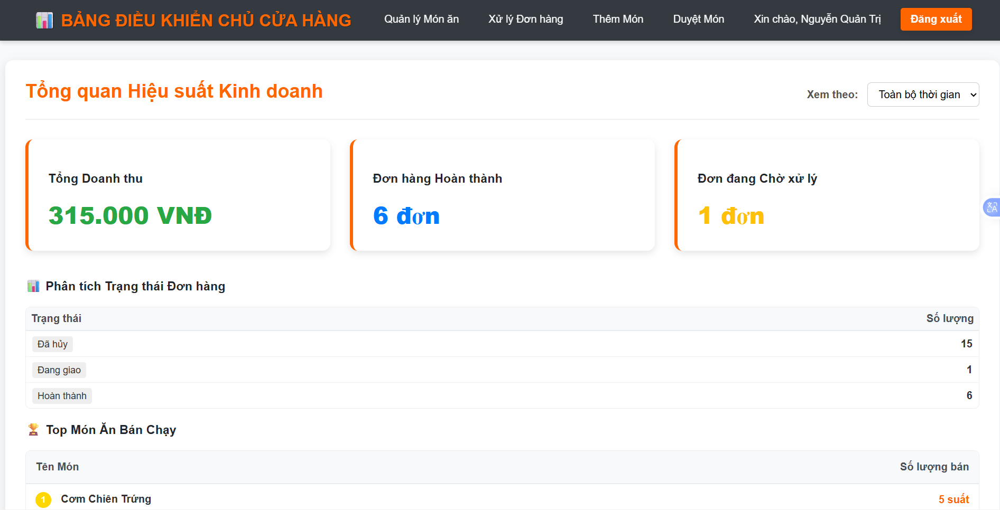 BẢNG ĐIỀU KHIỂN CHỦ CỬA HÀNG
Quản lý Món ăn
Xử lý Đơn hàng
Thêm Món
Duyệt Món
Xin chào, Nguyễn Quản Trị
Đăng xuất
Tổng quan Hiệu suất Kinh doanh
Xem theo:
Toàn bộ thời gian
Tổng Doanh thu
315.000 VNĐ
Đơn hàng Hoàn thành
6 đơn
Đơn đang Chờ xử lý
1 đơn
Phân tích Trạng thái Đơn hàng
Trạng thái Số lượng
Đã hủy 15
Đang giao 1
Hoàn thành 6
Top Món Ăn Bán Chạy
Tên Món Số lượng bán
1 Cơm Chiên Trứng 5 suất